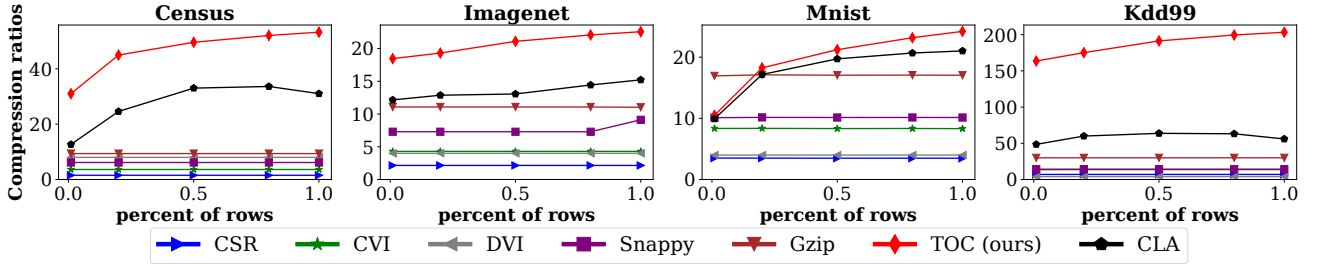 Census
Imagenet
Mnist
Kdd99
Compression ratios
40
20
0
0.0 0.5 1.0
percent of rows
20
15
10
5
0
0.0 0.5 1.0
percent of rows
20
10
0
0.0 0.5 1.0
percent of rows
200
150
100
50
0
0.0 0.5 1.0
percent of rows
CSR CVI DVI Snappy Gzip TOC (ours) CLA